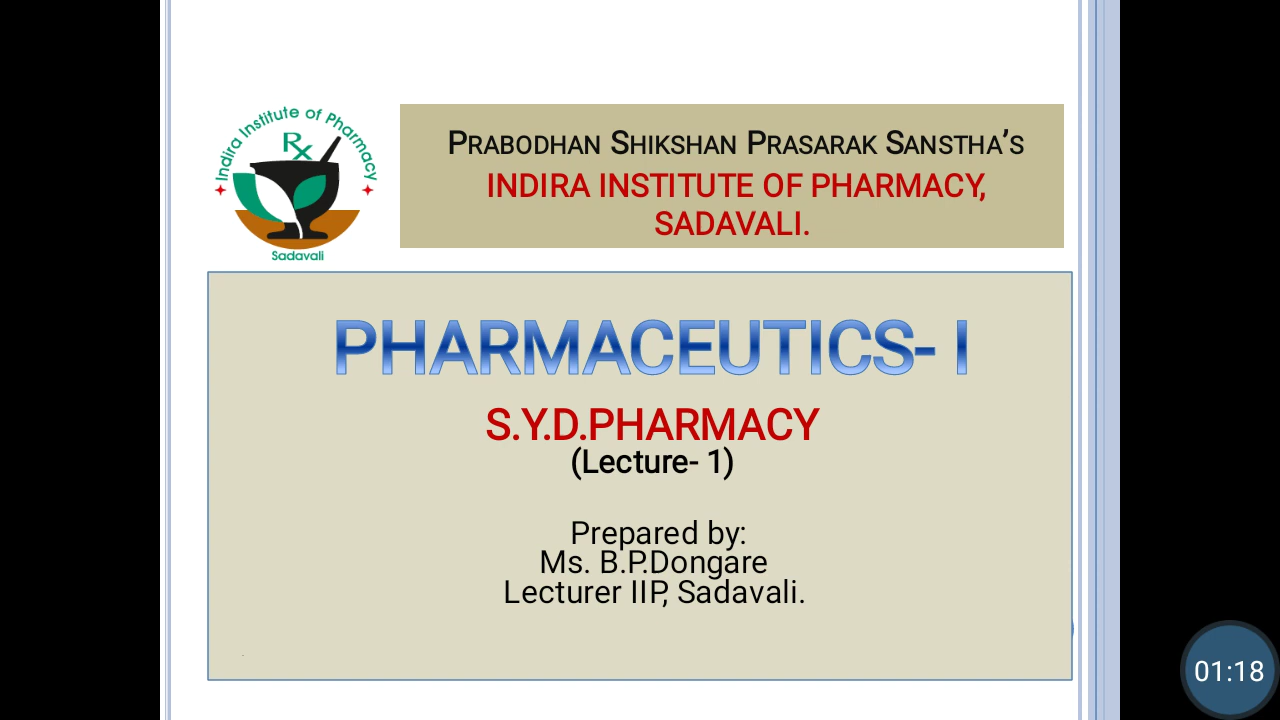 Indira Institute of Pharmacy
Rx
Sadavali
PRABODHAN SHIKSHAN PRASARAK SANSTHA'S
INDIRA INSTITUTE OF PHARMACY,
SADAVALI.
PHARMACEUTICS- I
S.Y.D.PHARMACY
(Lecture- 1)
Prepared by:
Ms. B.P.Dongare
Lecturer IIP, Sadavali.
01:18